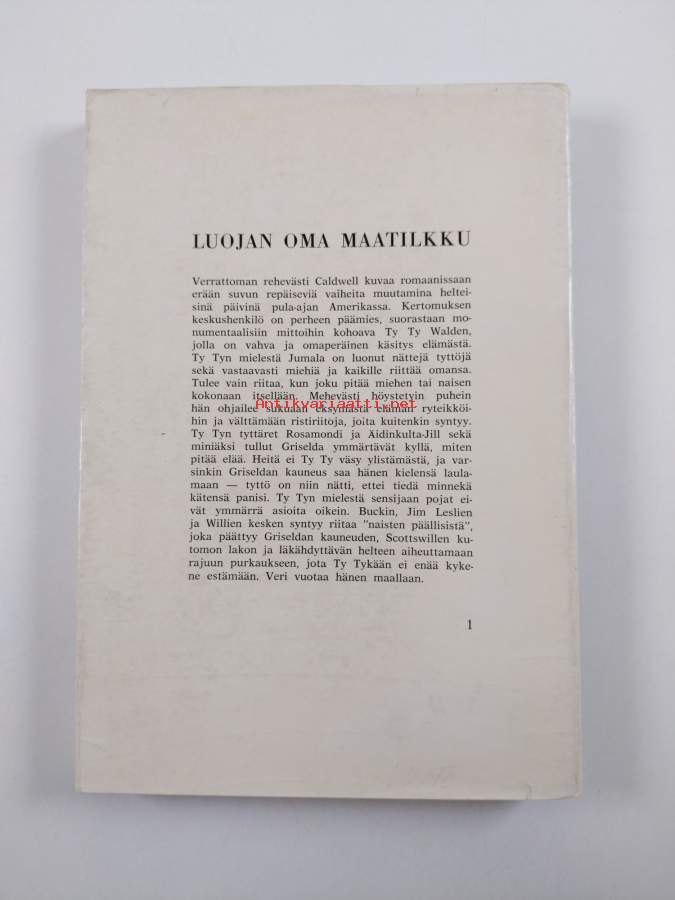 LUOJAN OMA MAATILKKU
Verrattoman rehevästi Caldwell kuvaa romaanissaan
erään suvun repäiseviä vaiheita muutamina heltei-
sinä päivinä pula-ajan Amerikassa. Kertomuksen
keskushenkilö on perheen päämies, suorastaan mo-
numentaalisiin mittoihin kohoava Ty Ty Walden,
jolla on vahva ja omaperäinen käsitys elämästä.
Ty Tyn mielestä Jumala on luonut nättejä tyttöjä
sekä vastaavasti miehiä ja kaikille riittää omansa.
Tulee vain riitaa, kun joku pitää miehen tai naisen
kokonaan itsellään. Mehevästi höystetyin puhein
Antikvariaatti.net
hän ohjailee sukuaan eksymästä elämän ryteikköi-
hin ja välttämään ristiriitoja, joita kuitenkin syntyy.
Ty Tyn tyttäret Rosamondi ja Äidinkulta-Jill sekä
miniäksi tullut Griselda ymmärtävät kyllä, miten
pitää elää. Heitä ei Ty Ty väsy ylistämästä, ja var-
sinkin Griseldan kauneus saa hänen kielensä laula-
maan — tyttö on niin nätti, ettei tiedä minnekä
kätensä panisi. Ty Tyn mielestä sensijaan pojat ei-
vät ymmärrä asioita oikein. Buckin, Jim Leslien
ja Willien kesken syntyy riitaa "naisten päällisistä",
joka päättyy Griseldan kauneuden, Scottswillen ku-
tomon lakon ja läkähdyttävän helteen aiheuttamaan
rajuun purkaukseen, jota Ty Tykään ei enää kyke-
ne estämään. Veri vuotaa hänen maallaan.
1